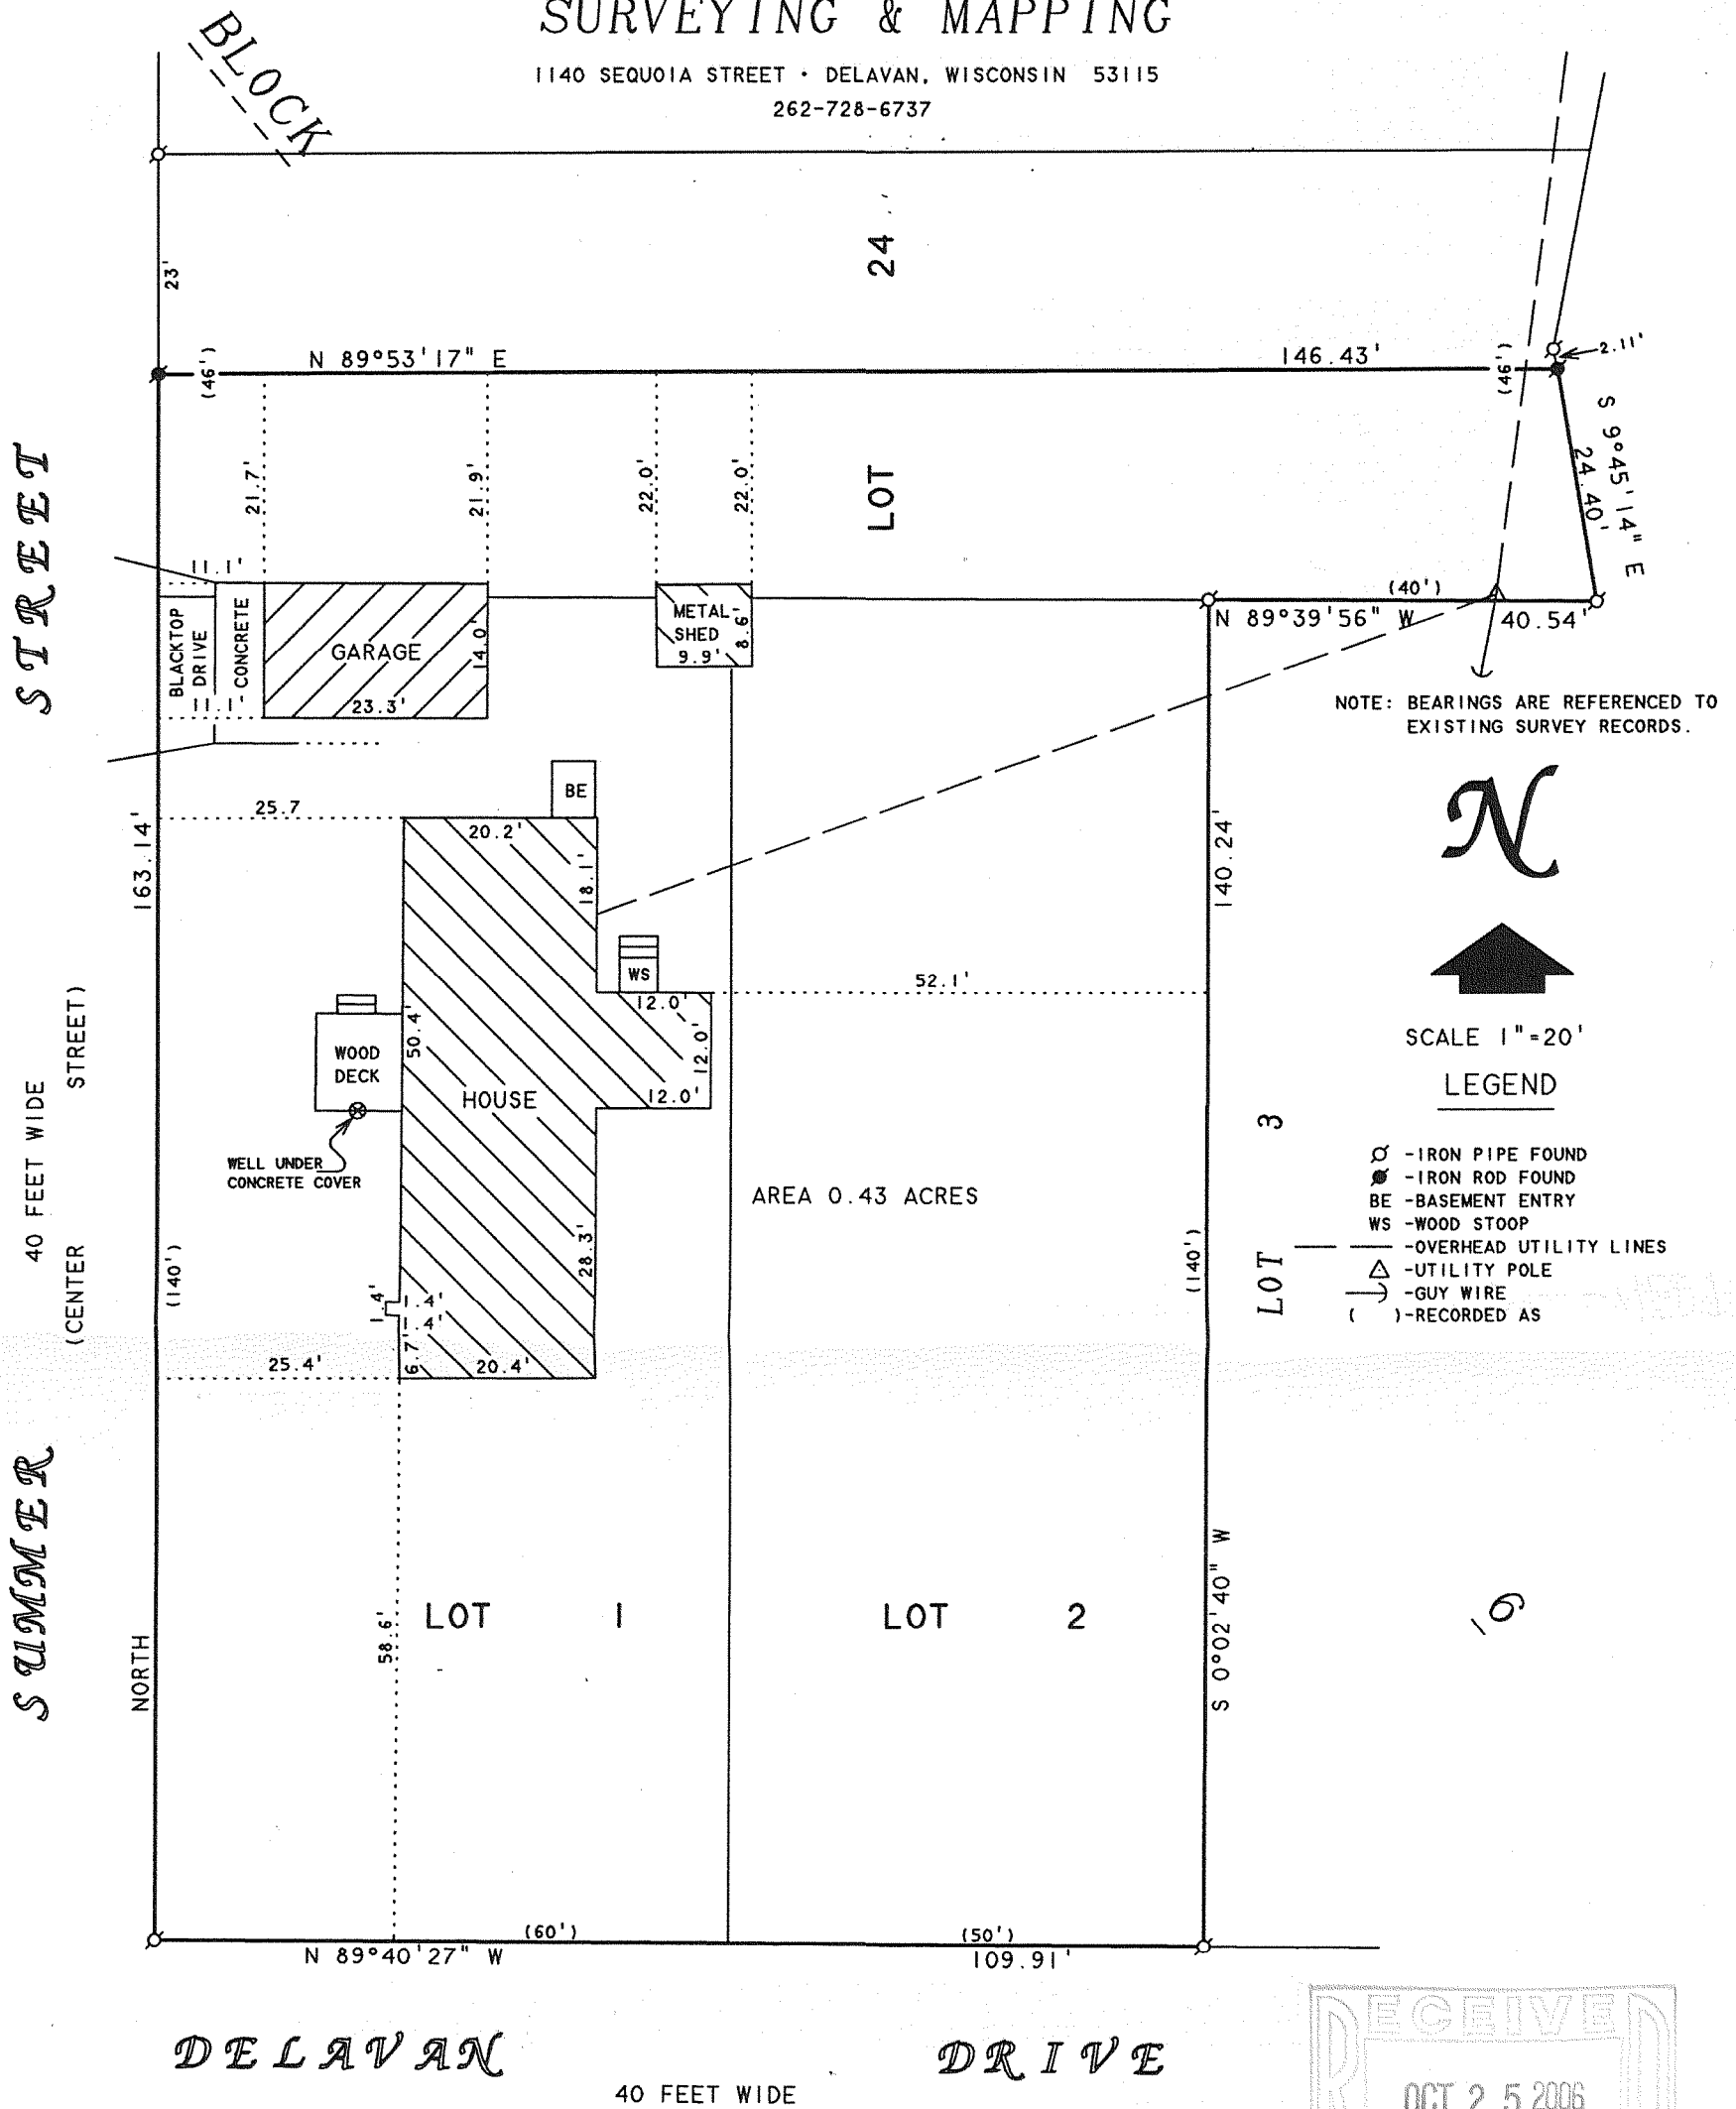 SURVEYING & MAPPING
1140 SEQUOIA STREET • DELAVAN, WISCONSIN 53115
262-728-6737
BLOCK
24
23'
(46')
N 89°53'17" E
146.43'
(46')
2.11'
S 9°45'14" E
24.40'
STREET
21.7'
21.9'
22.0'
22.0'
LOT
11.1'
BLACKTOP
DRIVE
CONCRETE
11.1'
GARAGE
14.0'
23.3'
METAL
SHED
8.6'
9.9'
(40')
N 89°39'56" W
40.54'
NOTE: BEARINGS ARE REFERENCED TO
EXISTING SURVEY RECORDS.
N
SCALE 1"=20'
LEGEND
-IRON PIPE FOUND
-IRON ROD FOUND
BE -BASEMENT ENTRY
WS -WOOD STOOP
-OVERHEAD UTILITY LINES
-UTILITY POLE
-GUY WIRE
( )-RECORDED AS
163.14'
25.7
BE
20.2'
18.1'
140.24'
WS
52.1'
12.0'
12.0'
12.0'
50.4'
WOOD
DECK
HOUSE
WELL UNDER
CONCRETE COVER
AREA 0.43 ACRES
LOT 3
40 FEET WIDE
(CENTER STREET)
(140')
28.3'
(140')
1.4'
1.4'
1.4'
6.7'
25.4'
20.4'
SUMMER
58.6'
LOT 1
LOT 2
S 0°02'40" W
NORTH
(60')
(50')
N 89°40'27" W
109.91'
DELAVAN DRIVE
40 FEET WIDE
RECEIVED
OCT 25 2006